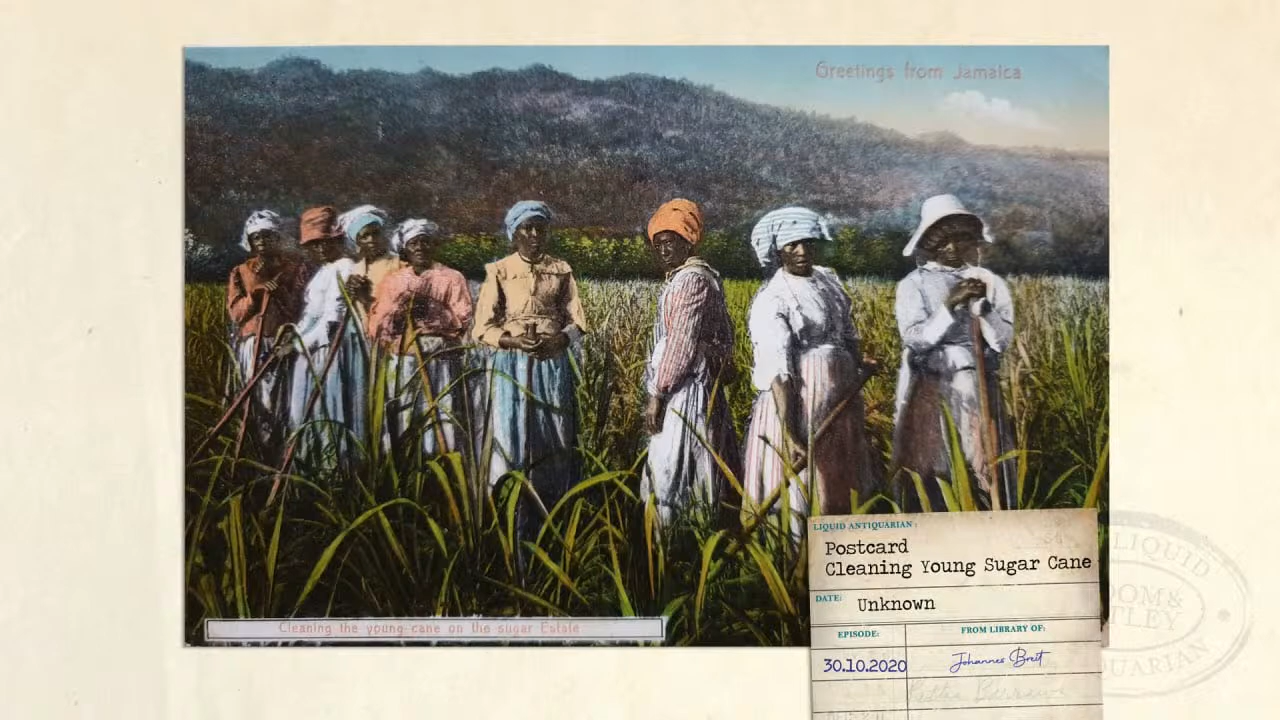 Greetings from Jamaica
Cleaning the young-cane on the sugar Estate
LIQUID ANTIQUARIAN :
Postcard
Cleaning Young Sugar Cane
DATE:
Unknown
EPISODE:
FROM LIBRARY OF:
30.10.2020
Johannes Breit
LIQUID